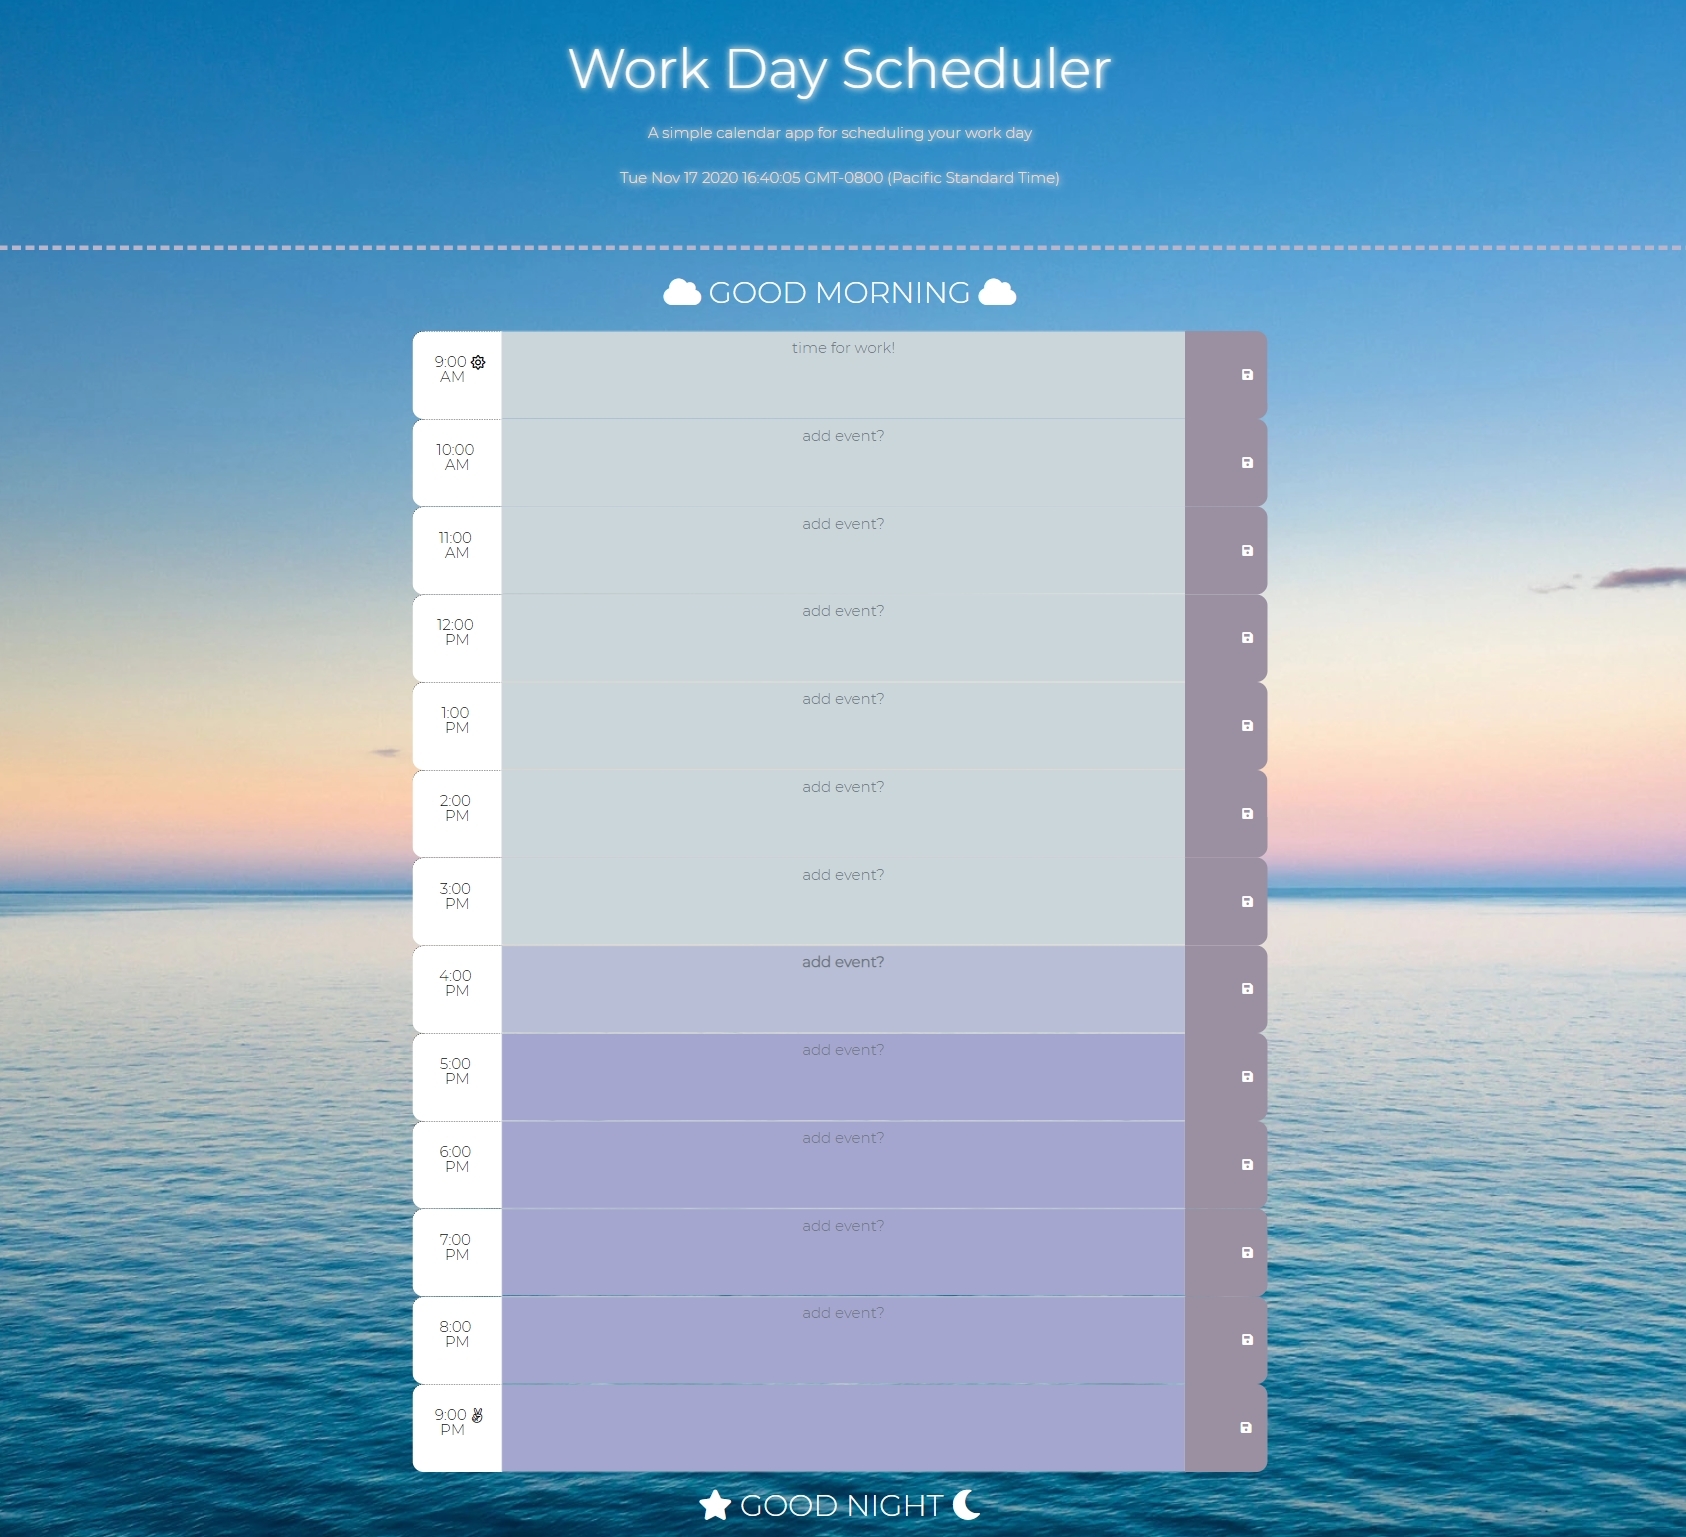 Work Day Scheduler
A simple calendar app for scheduling your work day
Tue Nov 17 2020 16:40:05 GMT-0800 (Pacific Standard Time)
GOOD MORNING
9:00
AM
time for work!
10:00
AM
add event?
11:00
AM
add event?
12:00
PM
add event?
1:00
PM
add event?
2:00
PM
add event?
3:00
PM
add event?
4:00
PM
add event?
5:00
PM
add event?
6:00
PM
add event?
7:00
PM
add event?
8:00
PM
add event?
9:00
PM
GOOD NIGHT